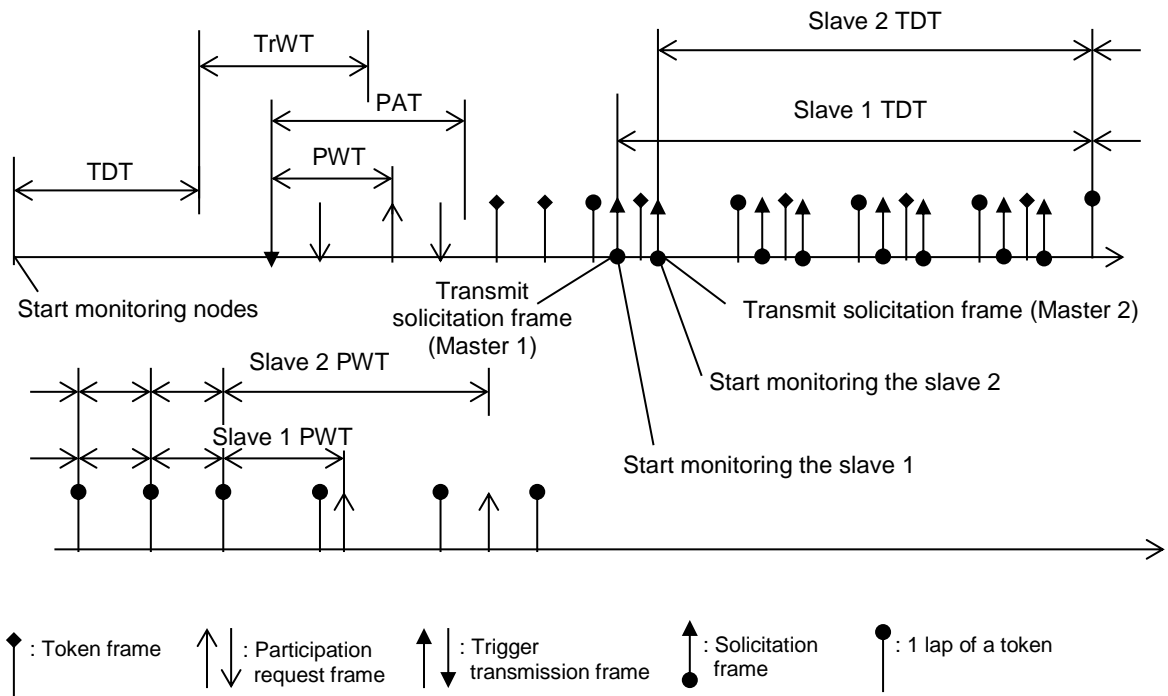 Slave 2 TDT
TrWT
PAT
Slave 1 TDT
PWT
TDT
Start monitoring nodes
Transmit
solicitation frame
(Master 1)
Transmit solicitation frame (Master 2)
Slave 2 PWT
Start monitoring the slave 2
Slave 1 PWT
Start monitoring the slave 1
: Token frame
: Participation
request frame
: Trigger
transmission frame
: Solicitation
frame
: 1 lap of a token